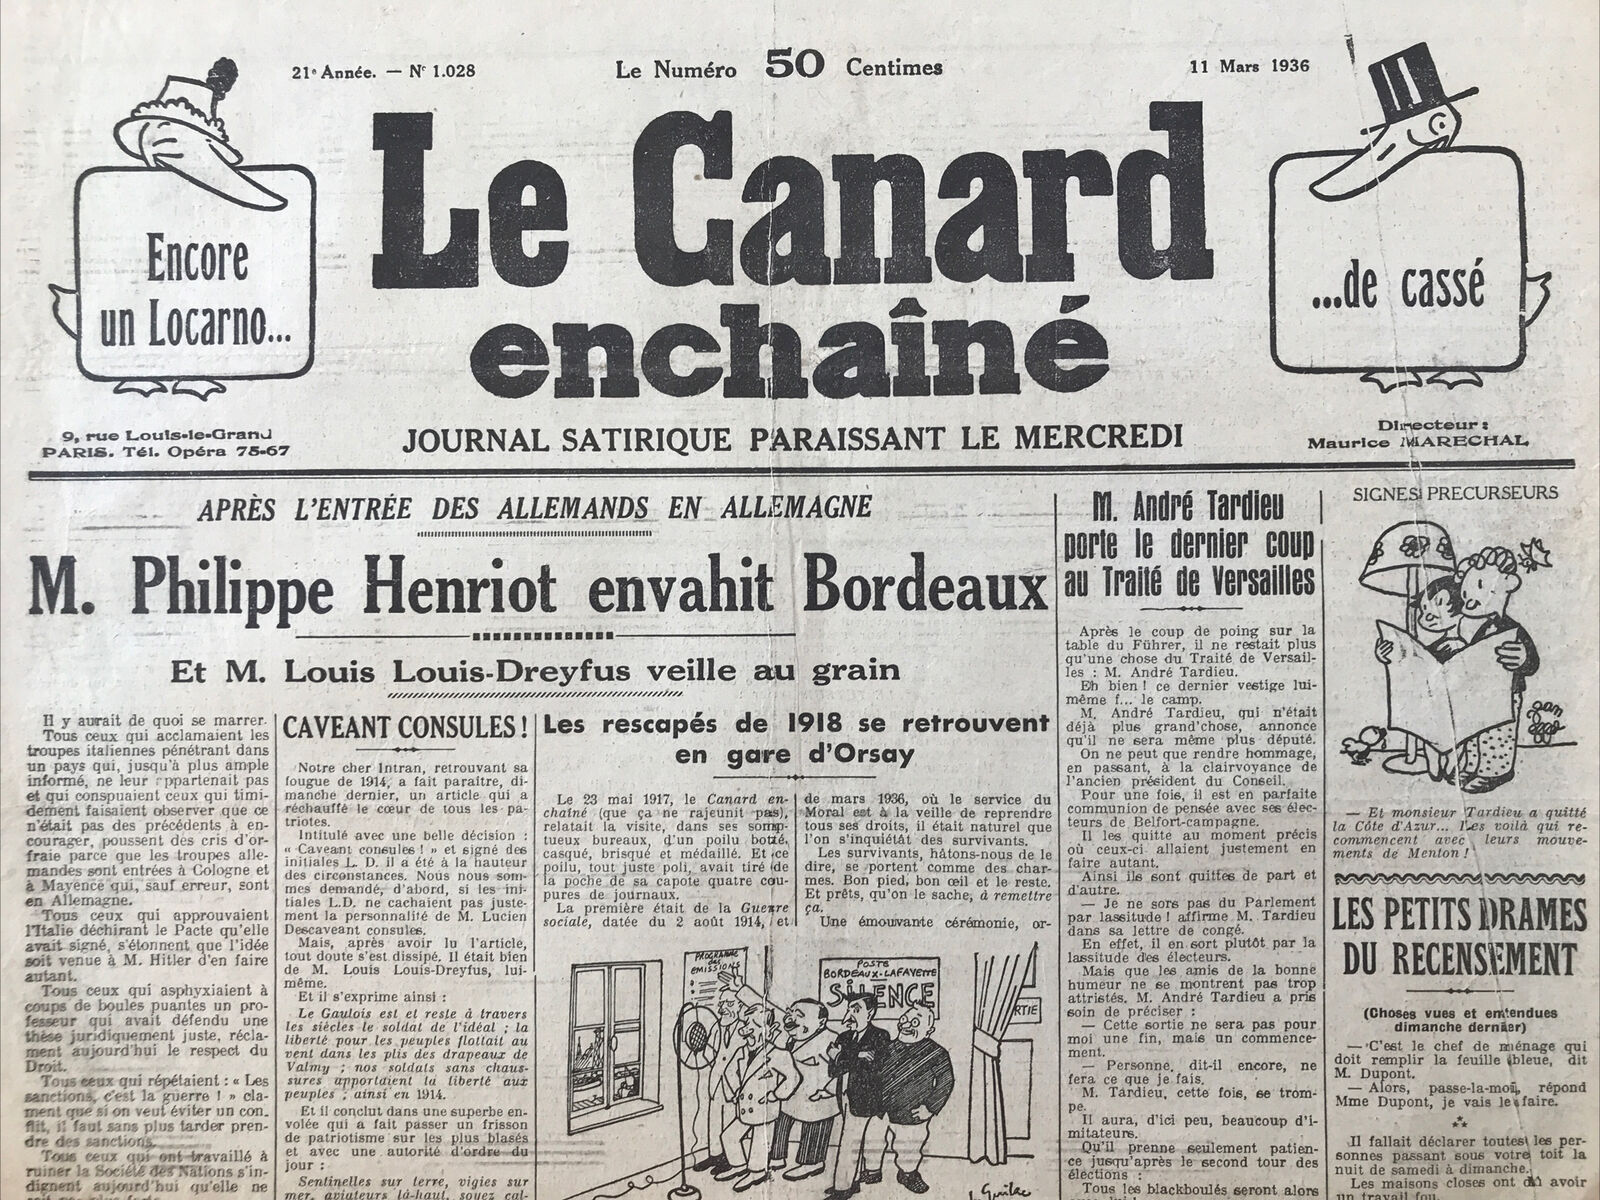 21e Année. — No 1.028
Le Numéro 50 Centimes
11 Mars 1936
Encore
un Locarno...
Le Canard
enchaîné
...de cassé
9, rue Louis-le-Grand
PARIS. Tél. Opéra 75-67
JOURNAL SATIRIQUE PARAISSANT LE MERCREDI
Directeur :
Maurice MARECHAL
APRÈS L'ENTRÉE DES ALLEMANDS EN ALLEMAGNE
M. Philippe Henriot envahit Bordeaux
Et M. Louis Louis-Dreyfus veille au grain
Il y aurait de quoi se marrer.
Tous ceux qui acclamaient les
troupes italiennes pénétrant dans
un pays qui, jusqu'à plus ample
informé, ne leur appartenait pas
et qui conspuaient ceux qui timi-
dement faisaient observer que ce
n'était pas des précédents à en-
courager, poussent des cris d'or-
fraie parce que les troupes alle-
mandes sont entrées à Cologne et
à Mayence qui, sauf erreur, sont
en Allemagne.
Tous ceux qui approuvaient
l'Italie déchirant le Pacte qu'elle
avait signé, s'étonnent que l'idée
soit venue à M. Hitler d'en faire
autant.
Tous ceux qui asphyxiaient à
coups de boules puantes un pro-
fesseur qui avait défendu une
thèse juridiquement juste, récla-
ment aujourd'hui le respect du
Droit.
Tous ceux qui répétaient : « Les
sanctions, c'est la guerre ! » cla-
ment que si on veut éviter un con-
flit, il faut sans plus tarder pren-
dre des sanctions.
Tous ceux qui ont travaillé à
ruiner la Société des Nations s'in-
dignent aujourd'hui qu'elle ne
CAVEANT CONSULES !
Notre cher Intran, retrouvant sa
fougue de 1914, a fait paraître, di-
manche dernier, un article qui a
réchauffé le cœur de tous les pa-
triotes.
Intitulé avec une belle décision :
« Caveant consules ! » et signé des
initiales L. D. il a été à la hauteur
des circonstances. Nous nous som-
mes demandé, d'abord, si les ini-
tiales L.D. ne cachaient pas juste-
ment la personnalité de M. Lucien
Descaveant consules.
Mais, après avoir lu l'article,
tout doute s'est dissipé. Il était bien
de M. Louis Louis-Dreyfus, lui-
même.
Et il s'exprime ainsi :
Le Gaulois est et reste à travers
les siècles le soldat de l'idéal ; la
liberté pour les peuples flottait au
vent dans les plis des drapeaux de
Valmy ; nos soldats sans chaus-
sures apportaient la liberté aux
peuples ; ainsi en 1914.
Et il conclut dans une superbe en-
volée qui a fait passer un frisson
de patriotisme sur les plus blasés
et avec une autorité d'ordre du
jour :
Sentinelles sur terre, vigies sur
mer, aviateurs là-haut, soyez cal-
Les rescapés de 1918 se retrouvent
en gare d'Orsay
Le 23 mai 1917, le Canard en-
chaîné (que ça ne rajeunit pas),
relatait la visite, dans ses somp-
tueux bureaux, d'un poilu botté,
casqué, brisqué et médaillé. Et ce
poilu, tout juste poli, avait tiré de
la poche de sa capote quatre cou-
pures de journaux.
La première était de la Guerre
sociale, datée du 2 août 1914, et
de mars 1936, où le service du
Moral est à la veille de reprendre
tous ses droits, il était naturel que
l'on s'inquiétât des survivants.
Les survivants, hâtons-nous de le
dire, se portent comme des char-
mes. Bon pied, bon œil et le reste.
Et prêts, qu'on le sache, à remettre
ça.
Une émouvante cérémonie, or-
PROGRAMME
des
EMISSIONS
POSTE
BORDEAUX-LAFAYETTE
SILENCE
RTIE
J. Guilac
M. André Tardieu
porte le dernier coup
au Traité de Versailles
Après le coup de poing sur la
table du Führer, il ne restait plus
qu'une chose du Traité de Versail-
les : M. André Tardieu.
Eh bien ! ce dernier vestige lui-
même f... le camp.
M. André Tardieu, qui n'était
déjà plus grand'chose, annonce
qu'il ne sera même plus député.
On ne peut que rendre hommage,
en passant, à la clairvoyance de
l'ancien président du Conseil.
Pour une fois, il est en parfaite
communion de pensée avec ses élec-
teurs de Belfort-campagne.
Il les quitte au moment précis
où ceux-ci allaient justement en
faire autant.
Ainsi ils sont quittes de part et
d'autre.
— Je ne sors pas du Parlement
par lassitude ! affirme M. Tardieu
dans sa lettre de congé.
En effet, il en sort plutôt par la
lassitude des électeurs.
Mais que les amis de la bonne
humeur ne se montrent pas trop
attristés. M. André Tardieu a pris
soin de préciser :
— Cette sortie ne sera pas pour
moi une fin, mais un commence-
ment.
— Personne, dit-il encore, ne
fera ce que je fais.
M. Tardieu, cette fois, se trom-
pe.
Il aura, d'ici peu, beaucoup d'i-
mitateurs.
Qu'il prenne seulement patien-
ce jusqu'après le second tour des
élections :
Tous les blackboulés seront alors
SIGNES PRECURSEURS
— Et monsieur Tardieu a quitté
la Côte d'Azur... Les voilà qui re-
commencent avec leurs mouve-
ments de Menton !
LES PETITS DRAMES
DU RECENSEMENT
(Choses vues et entendues
dimanche dernier)
— C'est le chef de ménage qui
doit remplir la feuille bleue, dit
M. Dupont.
— Alors, passe-la-moi, répond
Mme Dupont, je vais le faire.
Il fallait déclarer toutes les per-
sonnes passant sous votre toit la
nuit de samedi à dimanche.
Les maisons closes ont dû avoir
un travail fou.